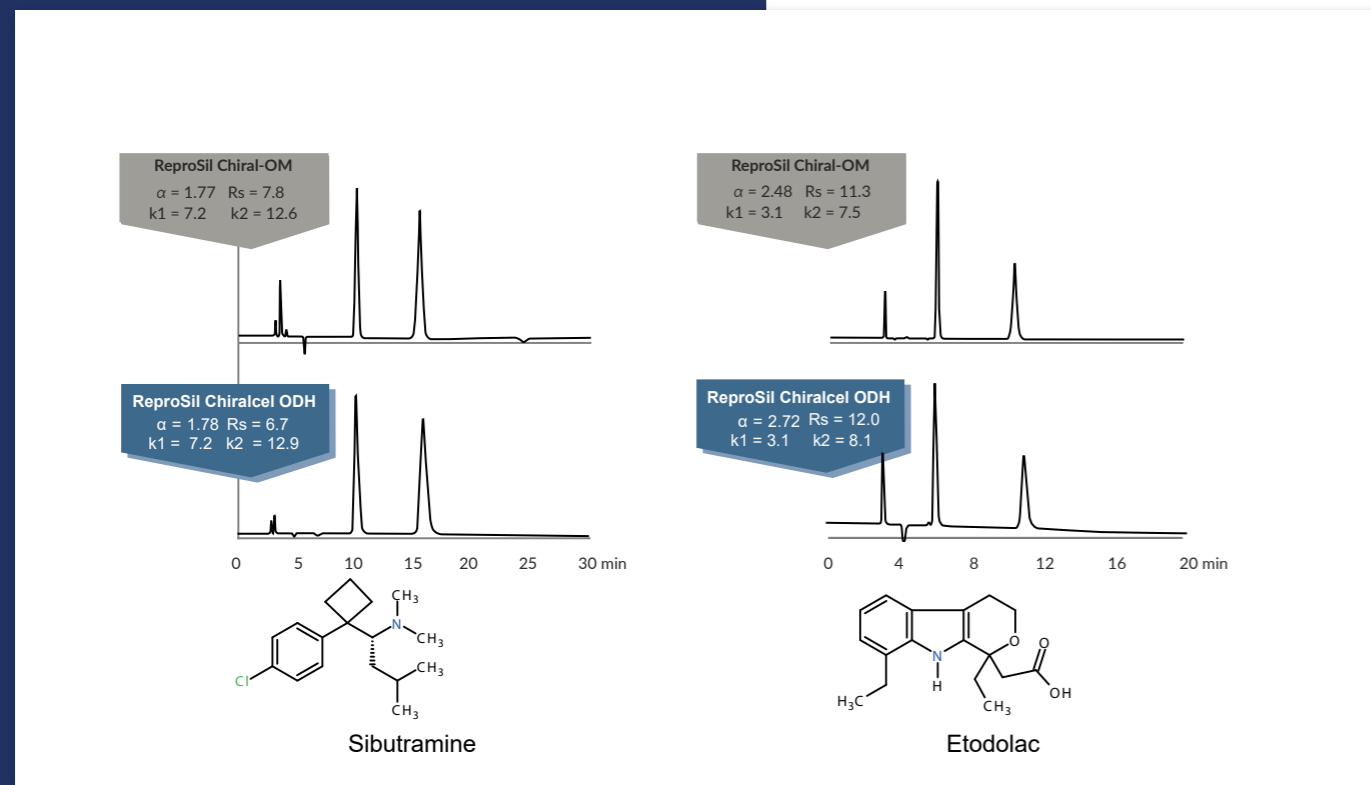 ReproSil Chiral-OM
α = 1.77 Rs = 7.8
k1 = 7.2 k2 = 12.6
ReproSil Chiralcel ODH
α = 1.78 Rs = 6.7
k1 = 7.2 k2 = 12.9
0 5 10 15 20 25 30 min
CH3
N
CH3
CH3
Cl
CH3
Sibutramine
ReproSil Chiral-OM
α = 2.48 Rs = 11.3
k1 = 3.1 k2 = 7.5
ReproSil Chiralcel ODH
α = 2.72 Rs = 12.0
k1 = 3.1 k2 = 8.1
0 4 8 12 16 20 min
O
O
N
H
OH
H3C
CH3
Etodolac